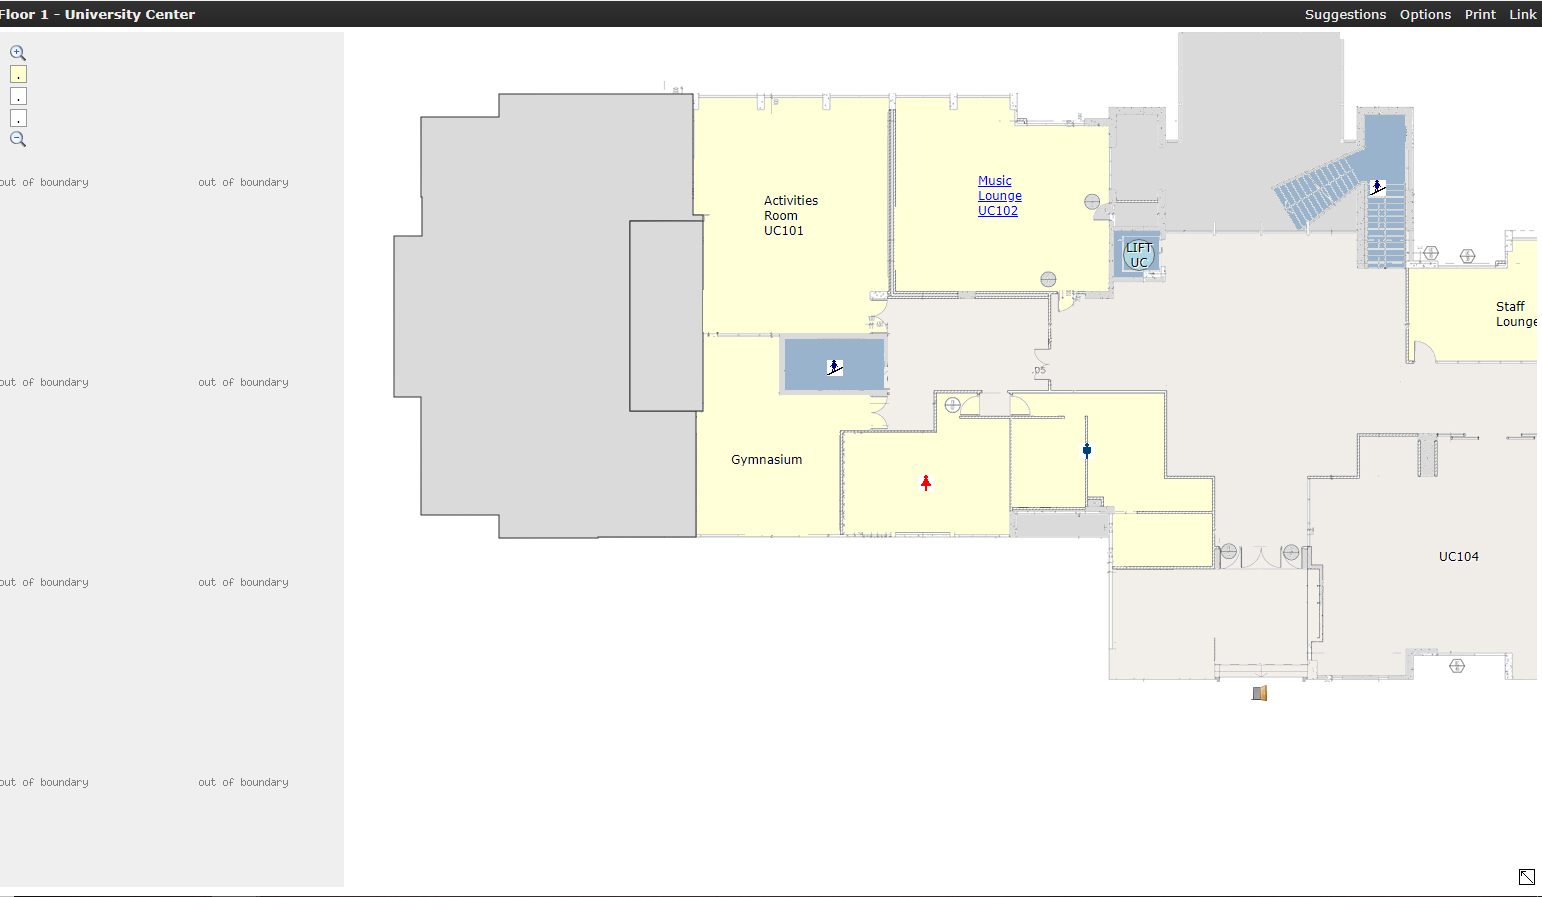 Floor 1 - University Center
Suggestions Options Print Link
out of boundary out of boundary
Activities
Room
UC101
Music
Lounge
UC102
LIFT
UC
Staff
Lounge
out of boundary out of boundary
.D5
Gymnasium
UC104
out of boundary out of boundary
out of boundary out of boundary